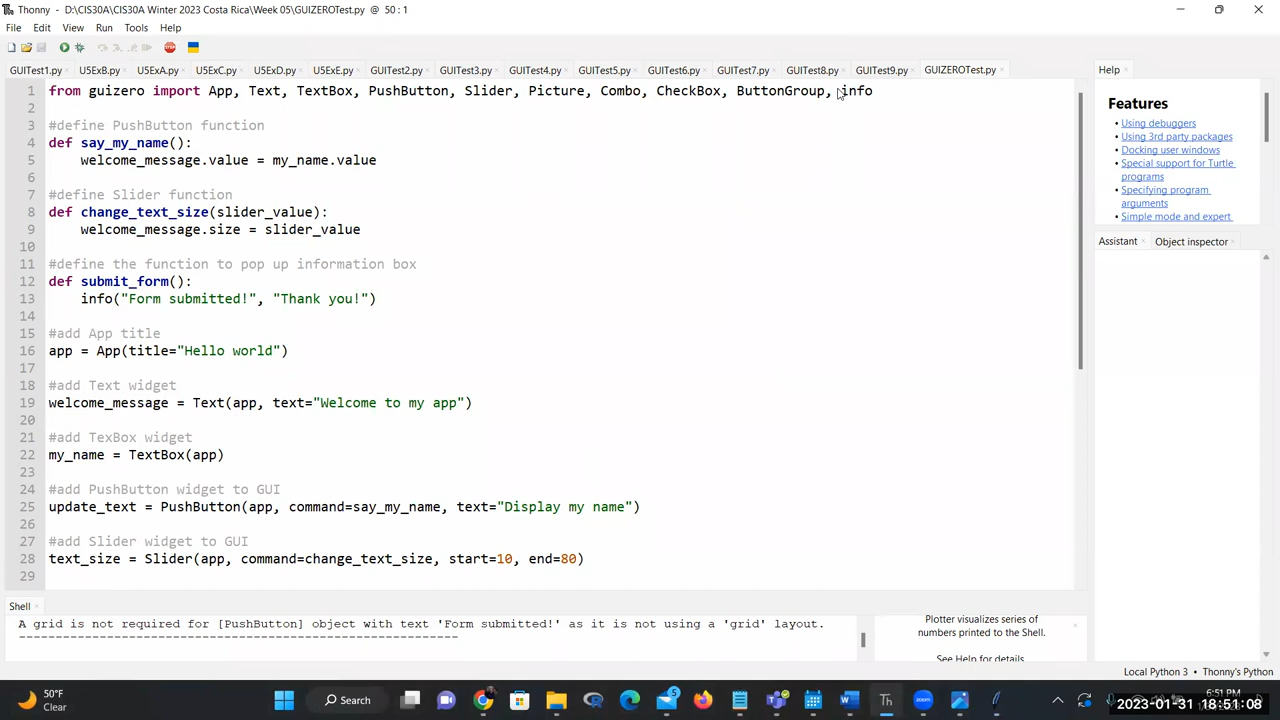 Thonny - D:\CIS30A\CIS30A Winter 2023 Costa Rica\Week 05\GUIZEROTest.py @ 50 : 1
File Edit View Run Tools Help
GUITest1.py U5ExB.py U5ExA.py U5ExC.py U5ExD.py U5ExE.py GUITest2.py GUITest3.py GUITest4.py GUITest5.py GUITest6.py GUITest7.py GUITest8.py GUITest9.py GUIZEROTest.py
1 from guizero import App, Text, TextBox, PushButton, Slider, Picture, Combo, CheckBox, ButtonGroup, info
2
3 #define PushButton function
4 def say_my_name():
5 welcome_message.value = my_name.value
6
7 #define Slider function
8 def change_text_size(slider_value):
9 welcome_message.size = slider_value
10
11 #define the function to pop up information box
12 def submit_form():
13 info("Form submitted!", "Thank you!")
14
15 #add App title
16 app = App(title="Hello world")
17
18 #add Text widget
19 welcome_message = Text(app, text="Welcome to my app")
20
21 #add TexBox widget
22 my_name = TextBox(app)
23
24 #add PushButton widget to GUI
25 update_text = PushButton(app, command=say_my_name, text="Display my name")
26
27 #add Slider widget to GUI
28 text_size = Slider(app, command=change_text_size, start=10, end=80)
29
Help
Features
• Using debuggers
• Using 3rd party packages
• Docking user windows
• Special support for Turtle
programs
• Specifying program
arguments
• Simple mode and expert
Assistant Object inspector
Shell
A grid is not required for [PushButton] object with text 'Form submitted!' as it is not using a 'grid' layout.
-------------------------------------------------------
Plotter visualizes series of
numbers printed to the Shell.
See Help for details
Local Python 3 • Thonny's Python
50°F
Clear
Search
5
Th
zoom
6:51 PM
2023-01-31 18:51:08